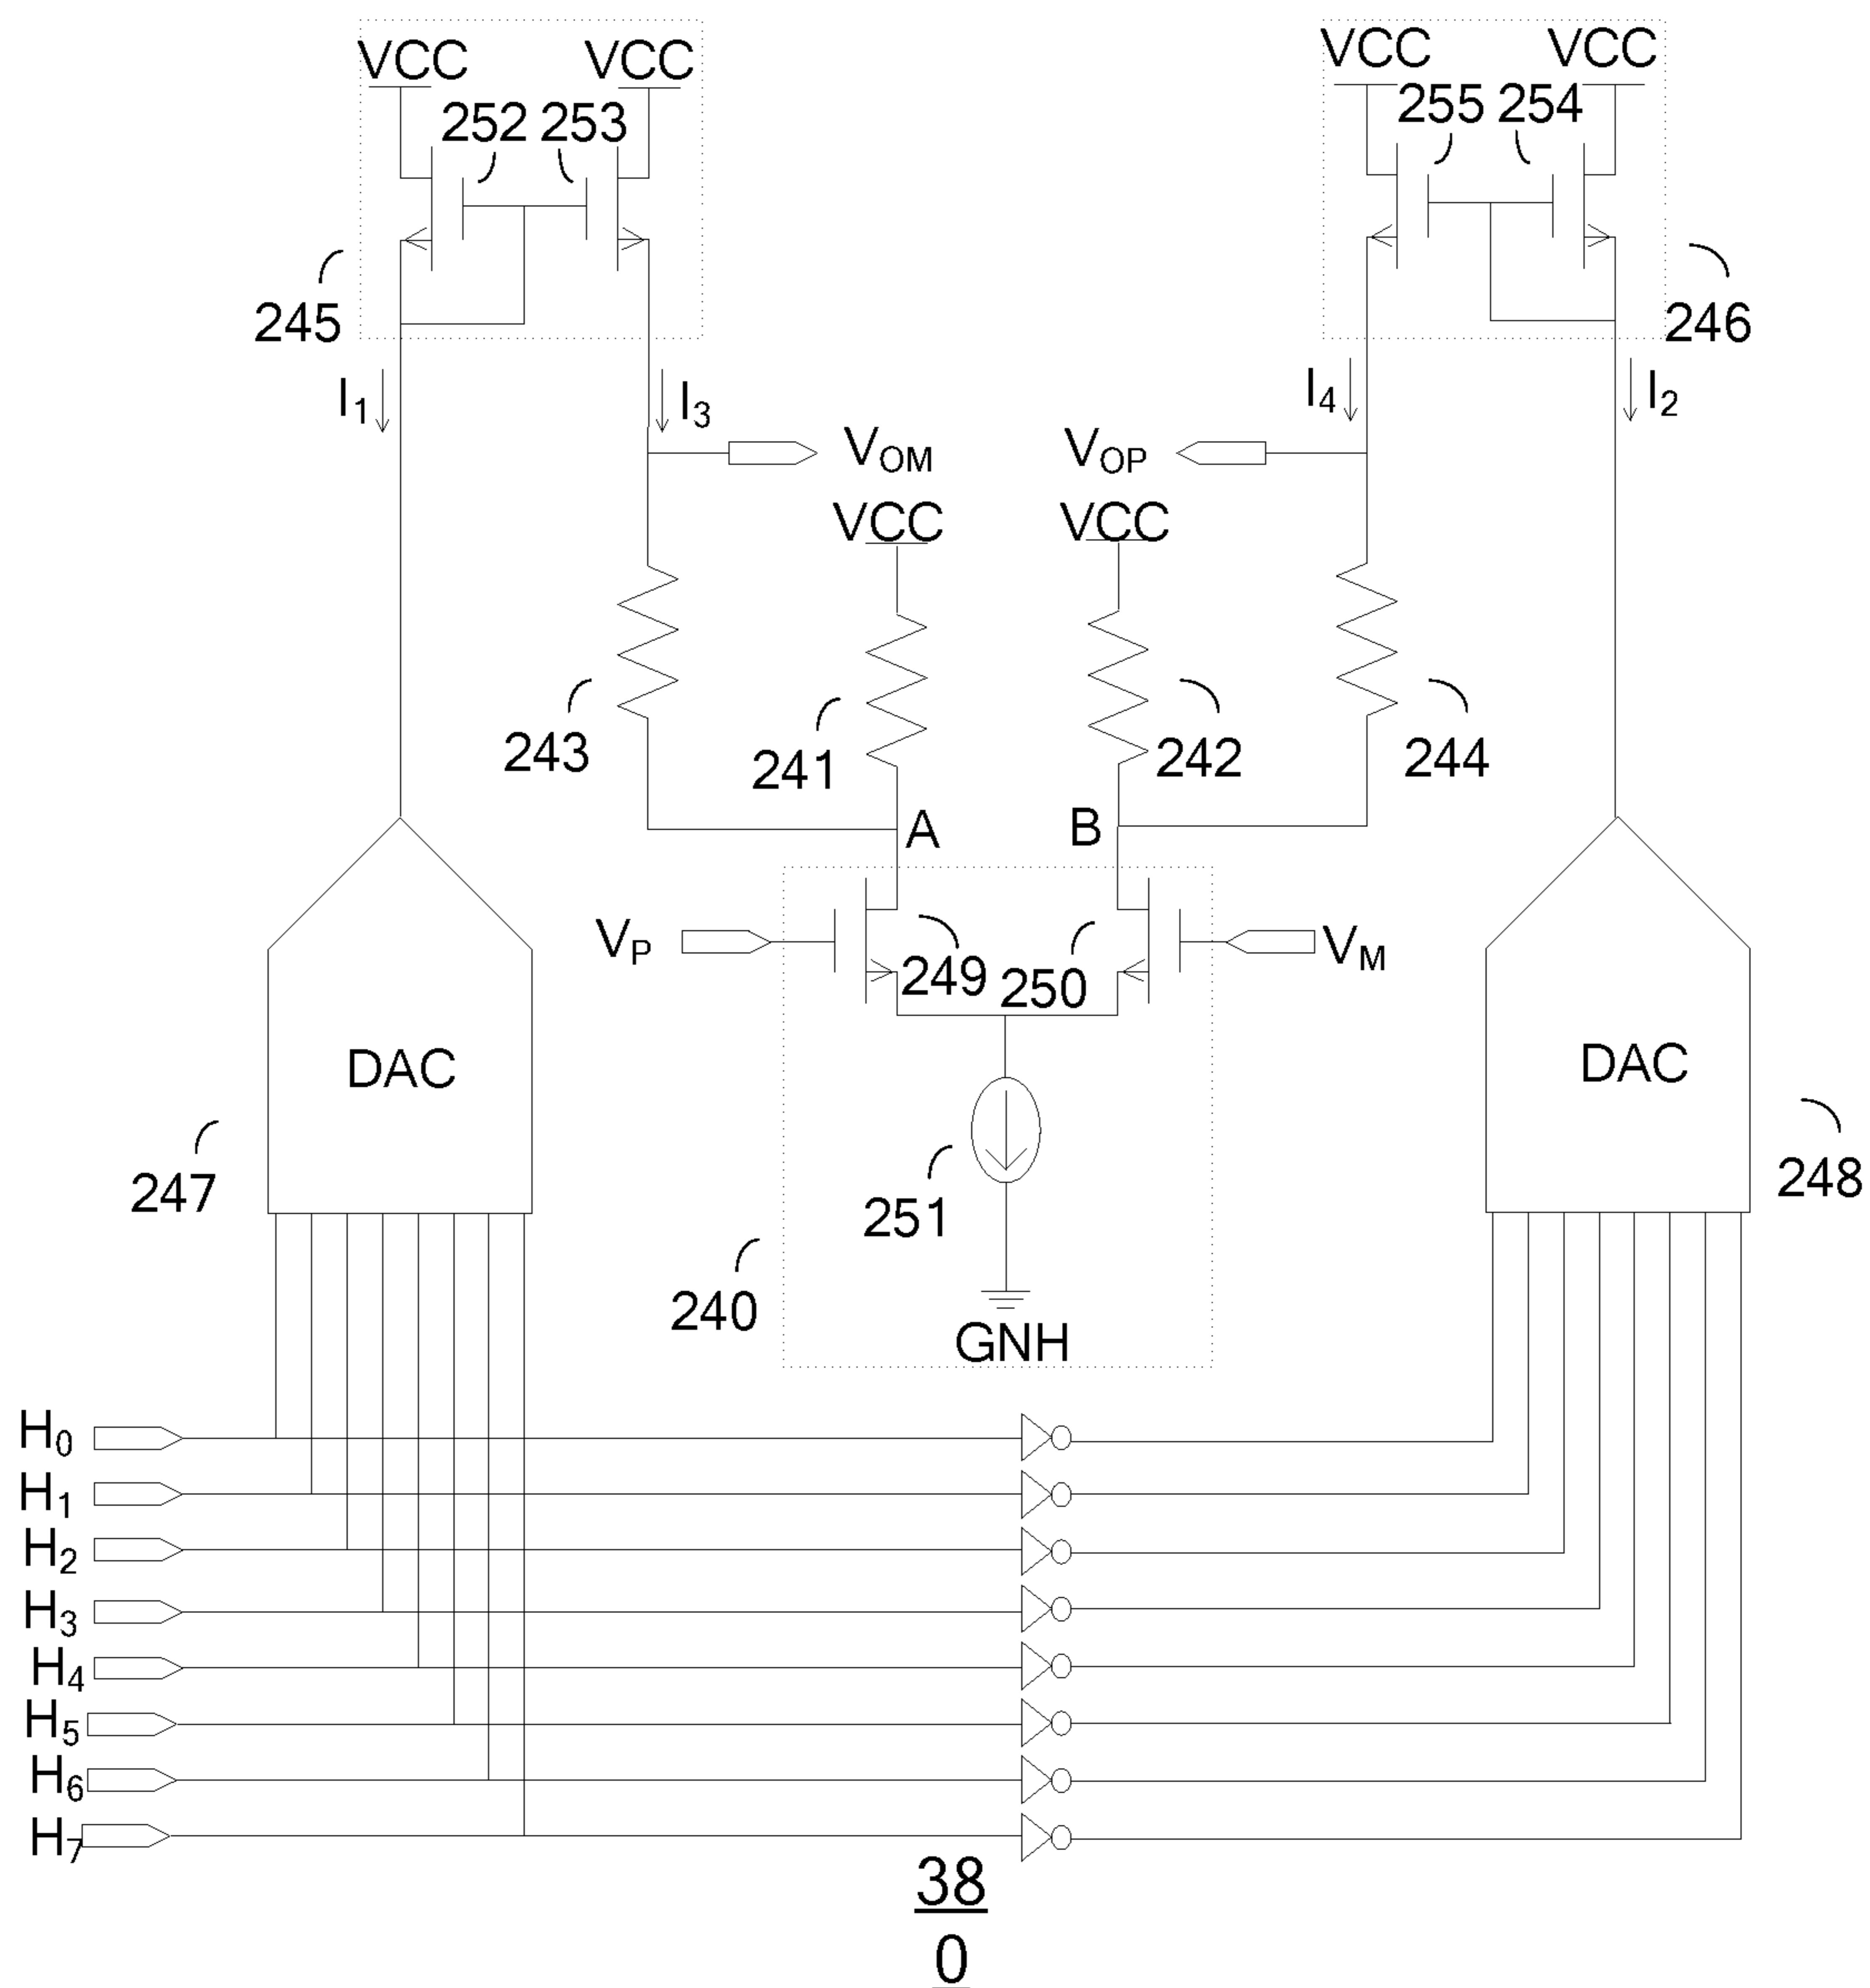 VCC VCC VCC VCC
252 253 255 254
245 246
I1 I3 I4 I2
VOM VOP
VCC VCC
243 241 242 244
A B
VP 249 250 VM
DAC DAC
247 251 248
240
GNH
H0
H1
H2
H3
H4
H5
H6
H7
38
0